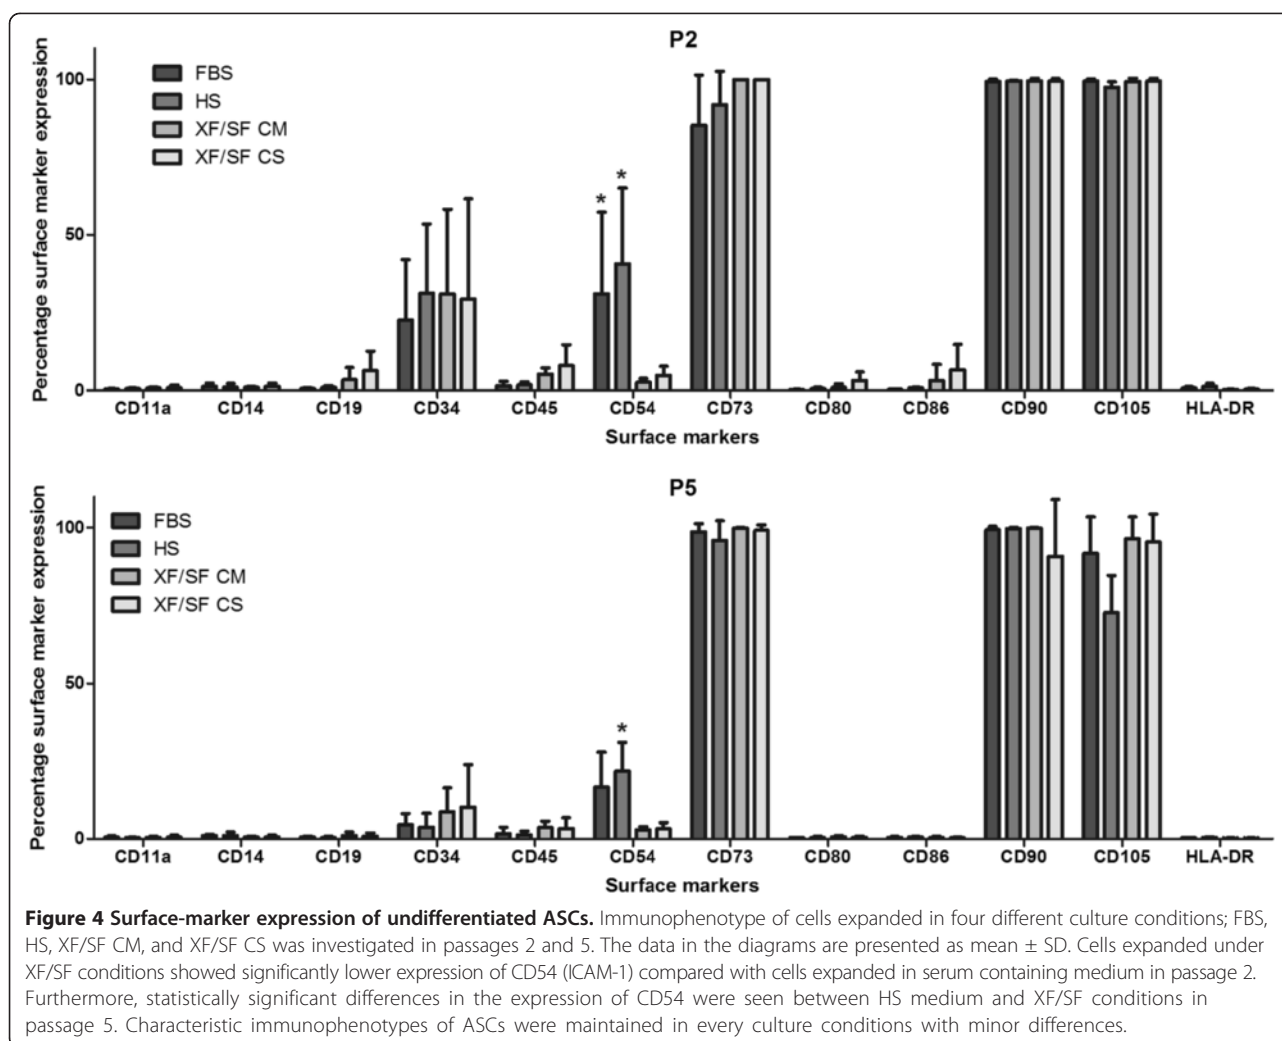 P2
Percentage surface marker expression
100
50
0
FBS
HS
XF/SF CM
XF/SF CS
* *
CD11a CD14 CD19 CD34 CD45 CD54 CD73 CD80 CD86 CD90 CD105 HLA-DR
Surface markers
P5
Percentage surface marker expression
100
50
0
FBS
HS
XF/SF CM
XF/SF CS
*
CD11a CD14 CD19 CD34 CD45 CD54 CD73 CD80 CD86 CD90 CD105 HLA-DR
Surface markers
Figure 4 Surface-marker expression of undifferentiated ASCs. Immunophenotype of cells expanded in four different culture conditions; FBS,
HS, XF/SF CM, and XF/SF CS was investigated in passages 2 and 5. The data in the diagrams are presented as mean ± SD. Cells expanded under
XF/SF conditions showed significantly lower expression of CD54 (ICAM-1) compared with cells expanded in serum containing medium in passage 2.
Furthermore, statistically significant differences in the expression of CD54 were seen between HS medium and XF/SF conditions in
passage 5. Characteristic immunophenotypes of ASCs were maintained in every culture conditions with minor differences.